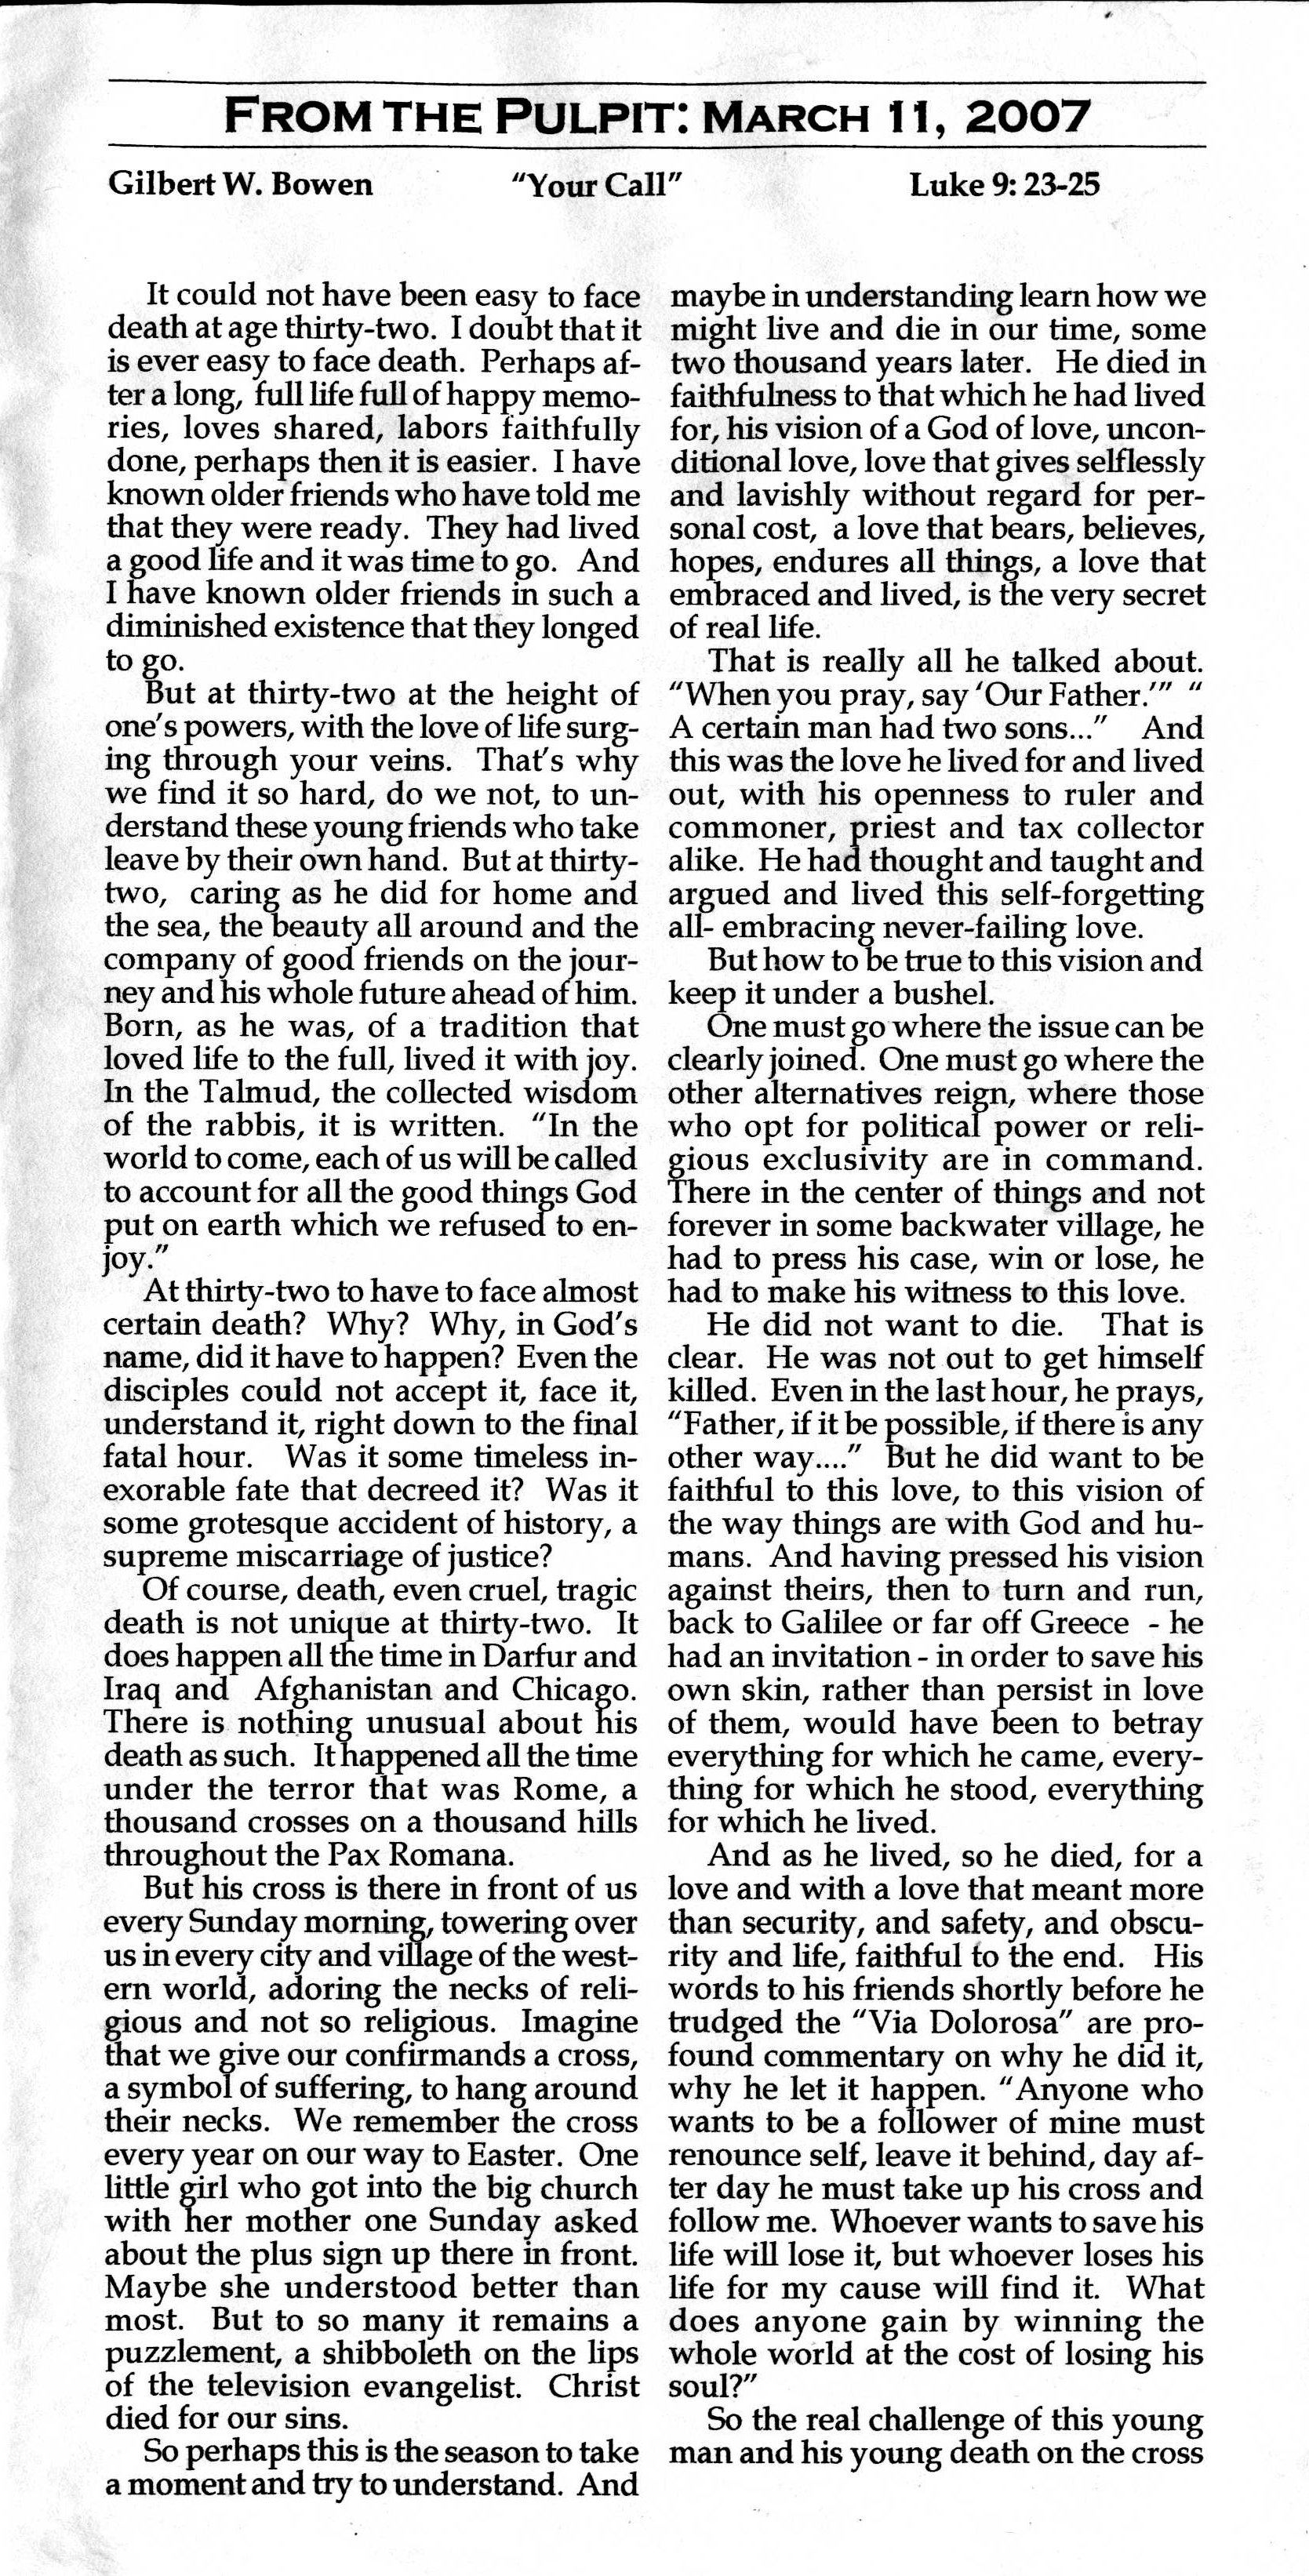 FROM THE PULPIT: MARCH 11, 2007
Gilbert W. Bowen "Your Call" Luke 9: 23-25
It could not have been easy to face
death at age thirty-two. I doubt that it
is ever easy to face death. Perhaps af-
ter a long, full life full of happy memo-
ries, loves shared, labors faithfully
done, perhaps then it is easier. I have
known older friends who have told me
that they were ready. They had lived
a good life and it was time to go. And
I have known older friends in such a
diminished existence that they longed
to go.
But at thirty-two at the height of
one's powers, with the love of life surg-
ing through your veins. That's why
we find it so hard, do we not, to un-
derstand these young friends who take
leave by their own hand. But at thirty-
two, caring as he did for home and
the sea, the beauty all around and the
company of good friends on the jour-
ney and his whole future ahead of him.
Born, as he was, of a tradition that
loved life to the full, lived it with joy.
In the Talmud, the collected wisdom
of the rabbis, it is written. "In the
world to come, each of us will be called
to account for all the good things God
put on earth which we refused to en-
joy."
At thirty-two to have to face almost
certain death? Why? Why, in God's
name, did it have to happen? Even the
disciples could not accept it, face it,
understand it, right down to the final
fatal hour. Was it some timeless in-
exorable fate that decreed it? Was it
some grotesque accident of history, a
supreme miscarriage of justice?
Of course, death, even cruel, tragic
death is not unique at thirty-two. It
does happen all the time in Darfur and
Iraq and Afghanistan and Chicago.
There is nothing unusual about his
death as such. It happened all the time
under the terror that was Rome, a
thousand crosses on a thousand hills
throughout the Pax Romana.
But his cross is there in front of us
every Sunday morning, towering over
us in every city and village of the west-
ern world, adoring the necks of reli-
gious and not so religious. Imagine
that we give our confirmands a cross,
a symbol of suffering, to hang around
their necks. We remember the cross
every year on our way to Easter. One
little girl who got into the big church
with her mother one Sunday asked
about the plus sign up there in front.
Maybe she understood better than
most. But to so many it remains a
puzzlement, a shibboleth on the lips
of the television evangelist. Christ
died for our sins.
So perhaps this is the season to take
a moment and try to understand. And
maybe in understanding learn how we
might live and die in our time, some
two thousand years later. He died in
faithfulness to that which he had lived
for, his vision of a God of love, uncon-
ditional love, love that gives selflessly
and lavishly without regard for per-
sonal cost, a love that bears, believes,
hopes, endures all things, a love that
embraced and lived, is the very secret
of real life.
That is really all he talked about.
"When you pray, say 'Our Father.'" "
A certain man had two sons..." And
this was the love he lived for and lived
out, with his openness to ruler and
commoner, priest and tax collector
alike. He had thought and taught and
argued and lived this self-forgetting
all- embracing never-failing love.
But how to be true to this vision and
keep it under a bushel.
One must go where the issue can be
clearly joined. One must go where the
other alternatives reign, where those
who opt for political power or reli-
gious exclusivity are in command.
There in the center of things and not
forever in some backwater village, he
had to press his case, win or lose, he
had to make his witness to this love.
He did not want to die. That is
clear. He was not out to get himself
killed. Even in the last hour, he prays,
"Father, if it be possible, if there is any
other way...." But he did want to be
faithful to this love, to this vision of
the way things are with God and hu-
mans. And having pressed his vision
against theirs, then to turn and run,
back to Galilee or far off Greece - he
had an invitation - in order to save his
own skin, rather than persist in love
of them, would have been to betray
everything for which he came, every-
thing for which he stood, everything
for which he lived.
And as he lived, so he died, for a
love and with a love that meant more
than security, and safety, and obscu-
rity and life, faithful to the end. His
words to his friends shortly before he
trudged the "Via Dolorosa" are pro-
found commentary on why he did it,
why he let it happen. "Anyone who
wants to be a follower of mine must
renounce self, leave it behind, day af-
ter day he must take up his cross and
follow me. Whoever wants to save his
life will lose it, but whoever loses his
life for my cause will find it. What
does anyone gain by winning the
whole world at the cost of losing his
soul?"
So the real challenge of this young
man and his young death on the cross